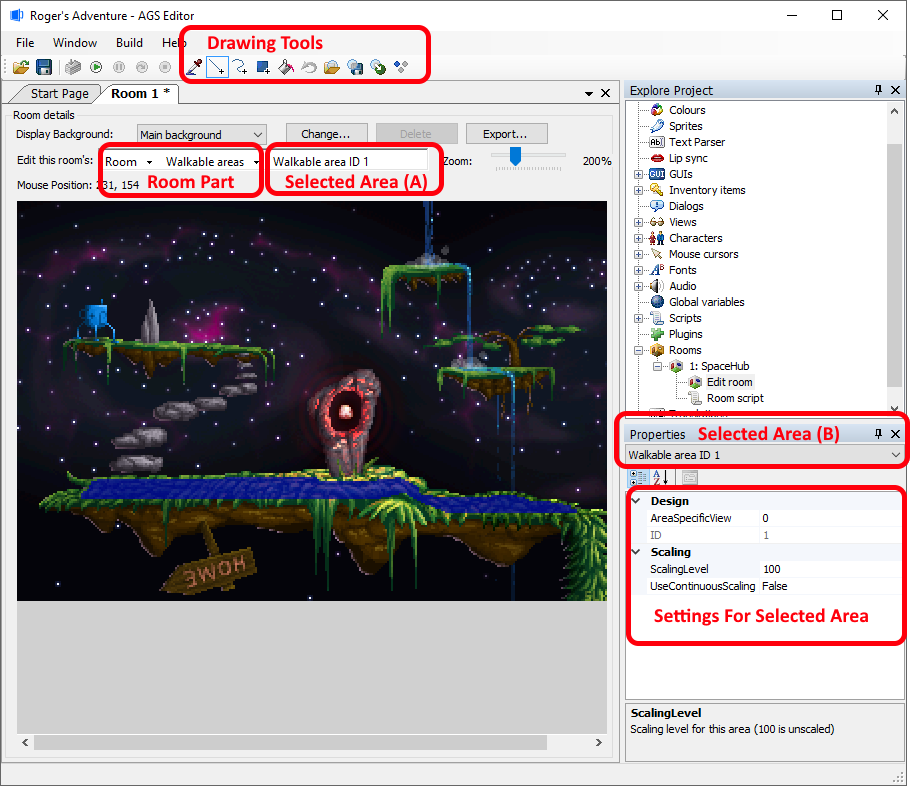 Roger's Adventure - AGS Editor
File Window Build Help
Drawing Tools
Start Page Room 1 *
Room details
Display Background: Main background Change... Delete Export...
Edit this room's: Room Walkable areas Walkable area ID 1 Zoom: 200%
Room Part Selected Area (A)
Mouse Position: 231, 154
HOME
Explore Project
Colours
Sprites
Text Parser
Lip sync
GUI GUIs
Inventory items
Dialogs
Views
Characters
Mouse cursors
Fonts
Audio
Global variables
Scripts
Plugins
Rooms
1: SpaceHub
Edit room
Room script
Properties Selected Area (B)
Walkable area ID 1
Design
AreaSpecificView 0
ID 1
Scaling
ScalingLevel 100
UseContinuousScaling False
Settings For Selected Area
ScalingLevel
Scaling level for this area (100 is unscaled)